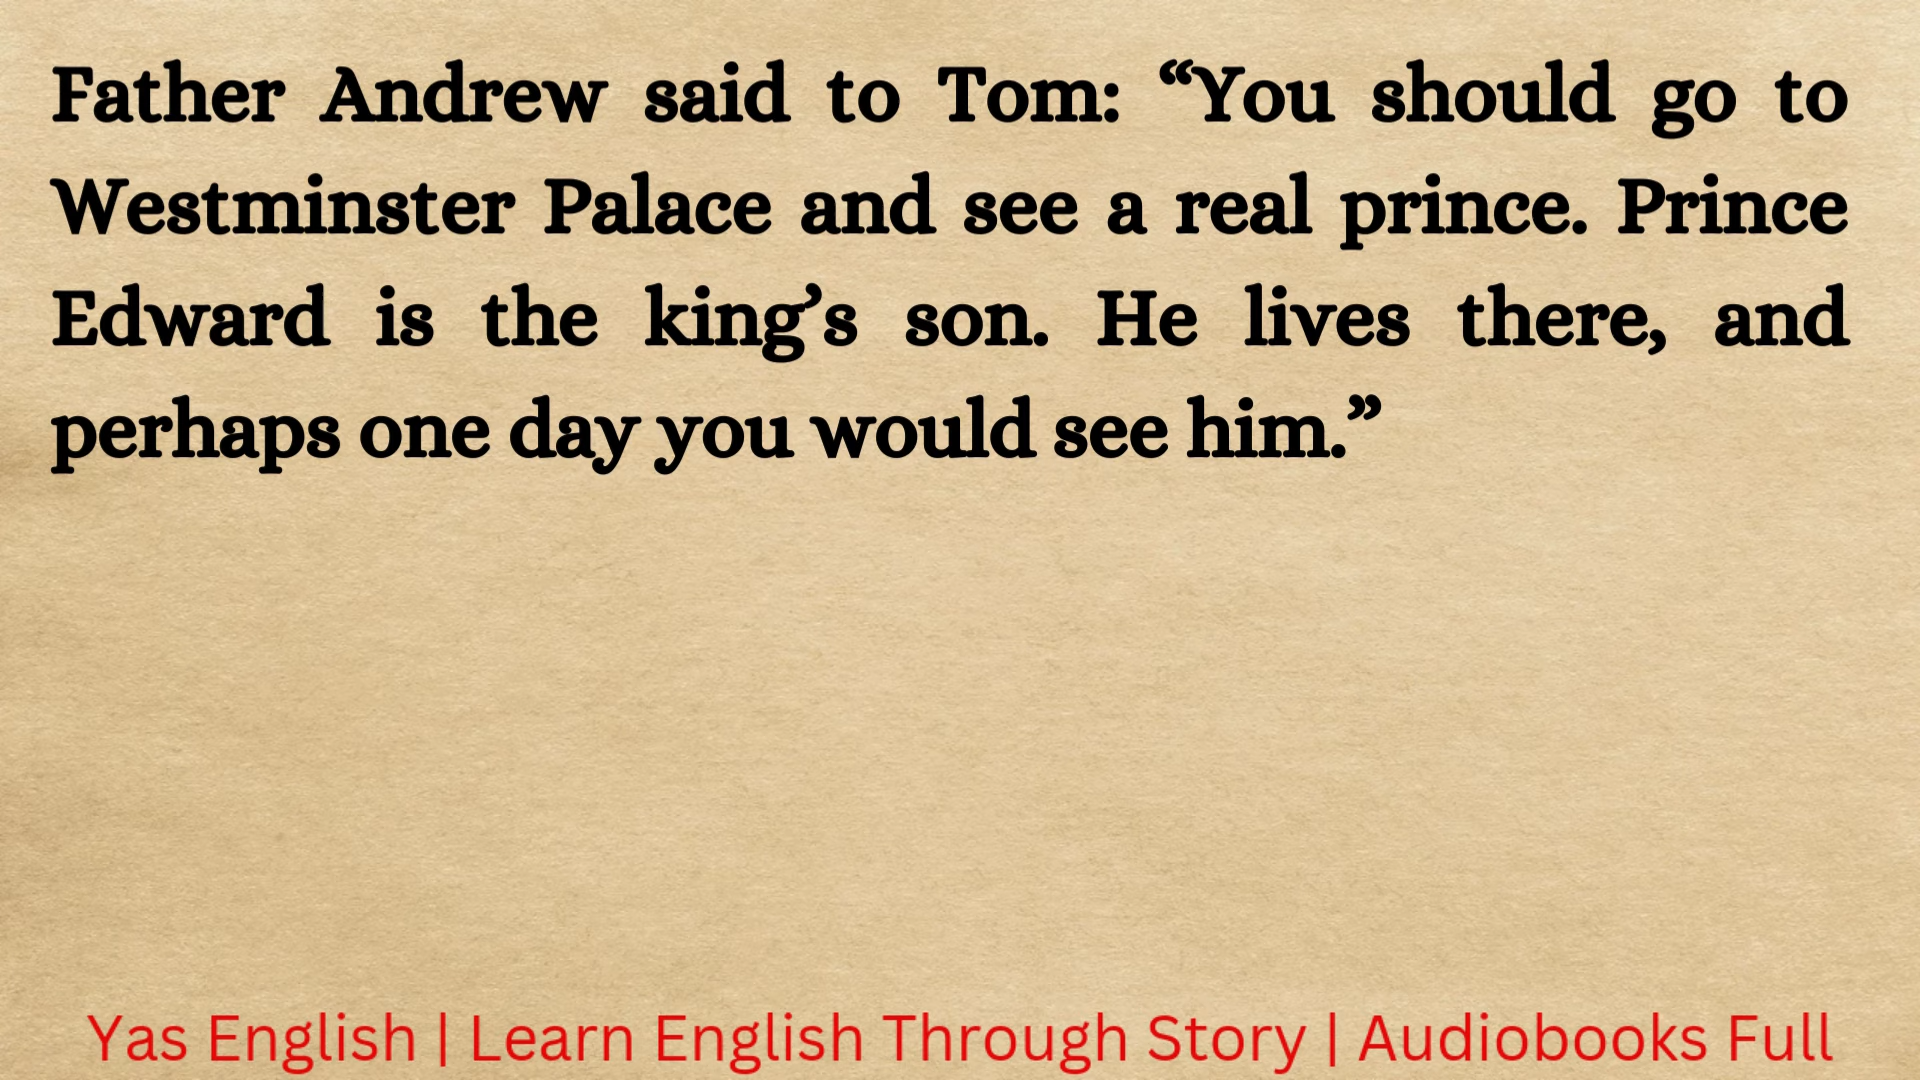 Father Andrew said to Tom: “You should go to
Westminster Palace and see a real prince. Prince
Edward is the king’s son. He lives there, and
perhaps one day you would see him.”
Yas English | Learn English Through Story | Audiobooks Full